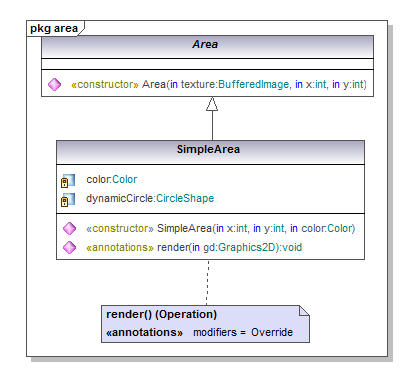 pkg area
Area
«constructor» Area(in texture:BufferedImage, in x:int, in y:int)
SimpleArea
color:Color
dynamicCircle:CircleShape
«constructor» SimpleArea(in x:int, in y:int, in color:Color)
«annotations» render(in gd:Graphics2D):void
render() (Operation)
«annotations» modifiers = Override